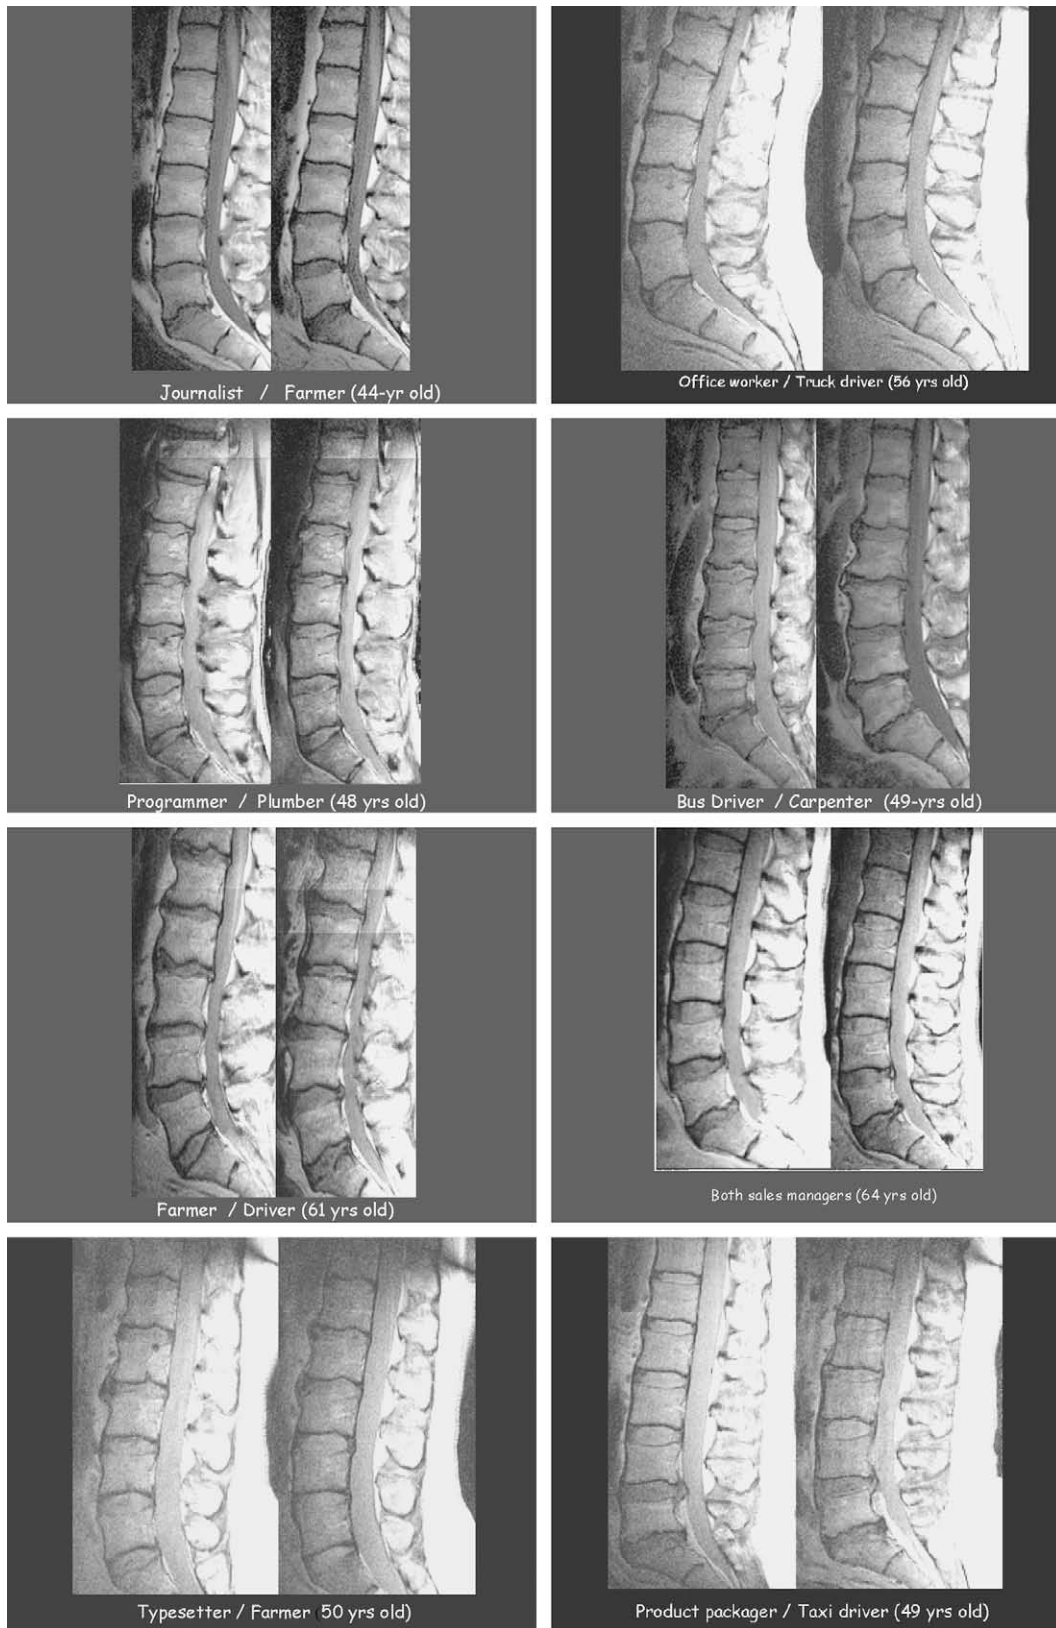 Journalist / Farmer (44-yr old)
Office worker / Truck driver (56 yrs old)
Programmer / Plumber (48 yrs old)
Bus Driver / Carpenter (49-yrs old)
Farmer / Driver (61 yrs old)
Both sales managers (64 yrs old)
Typesetter / Farmer (50 yrs old)
Product packager / Taxi driver (49 yrs old)